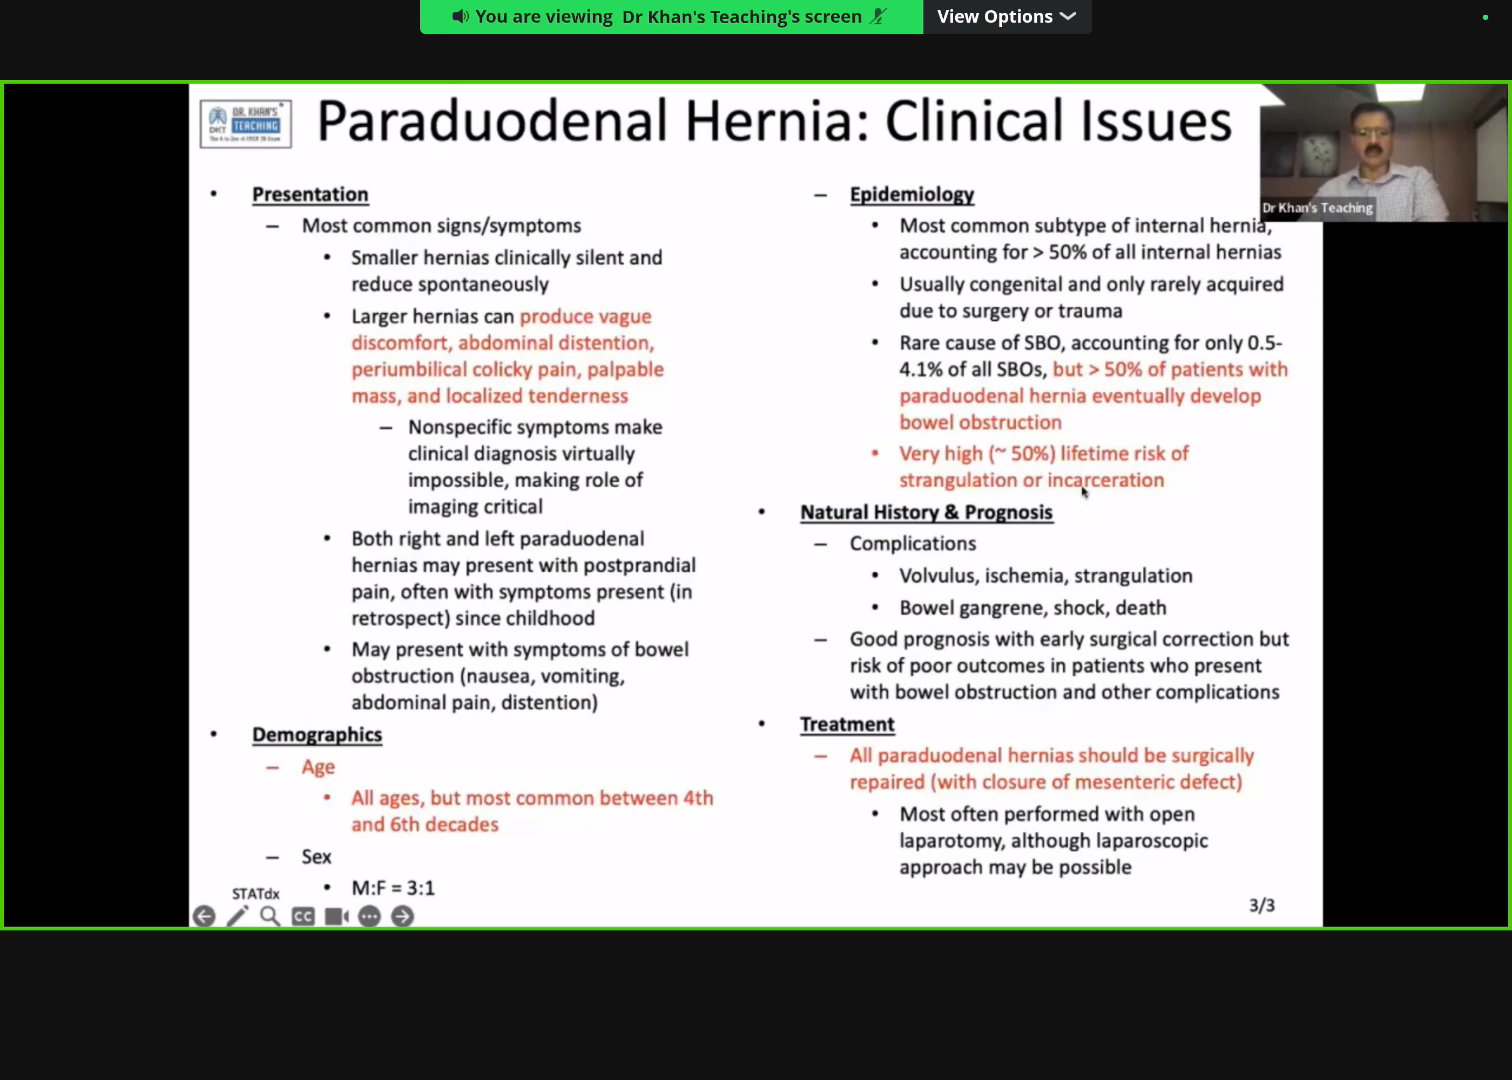 You are viewing Dr Khan's Teaching's screen
View Options
DR. KHAN'S
TEACHING
DKT
Paraduodenal Hernia: Clinical Issues
Dr Khan's Teaching
• Presentation
– Most common signs/symptoms
• Smaller hernias clinically silent and
reduce spontaneously
• Larger hernias can produce vague
discomfort, abdominal distention,
periumbilical colicky pain, palpable
mass, and localized tenderness
– Nonspecific symptoms make
clinical diagnosis virtually
impossible, making role of
imaging critical
• Both right and left paraduodenal
hernias may present with postprandial
pain, often with symptoms present (in
retrospect) since childhood
• May present with symptoms of bowel
obstruction (nausea, vomiting,
abdominal pain, distention)
• Demographics
– Age
• All ages, but most common between 4th
and 6th decades
– Sex
• M:F = 3:1
STATdx
CC
– Epidemiology
• Most common subtype of internal hernia,
accounting for > 50% of all internal hernias
• Usually congenital and only rarely acquired
due to surgery or trauma
• Rare cause of SBO, accounting for only 0.5-
4.1% of all SBOs, but > 50% of patients with
paraduodenal hernia eventually develop
bowel obstruction
• Very high (~ 50%) lifetime risk of
strangulation or incarceration
• Natural History & Prognosis
– Complications
• Volvulus, ischemia, strangulation
• Bowel gangrene, shock, death
– Good prognosis with early surgical correction but
risk of poor outcomes in patients who present
with bowel obstruction and other complications
• Treatment
– All paraduodenal hernias should be surgically
repaired (with closure of mesenteric defect)
• Most often performed with open
laparotomy, although laparoscopic
approach may be possible
3/3